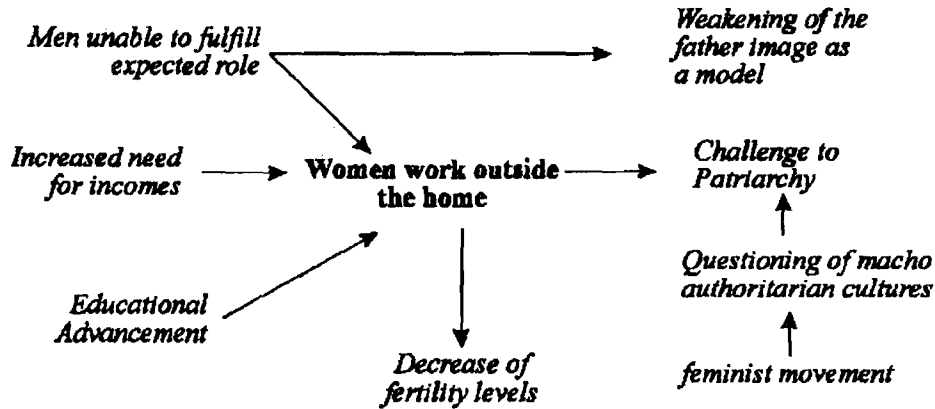 Men unable to fulfill
expected role
Weakening of the
father image as
a model
Increased need
for incomes
Women work outside
the home
Challenge to
Patriarchy
Educational
Advancement
Questioning of macho
authoritarian cultures
Decrease of
fertility levels
feminist movement